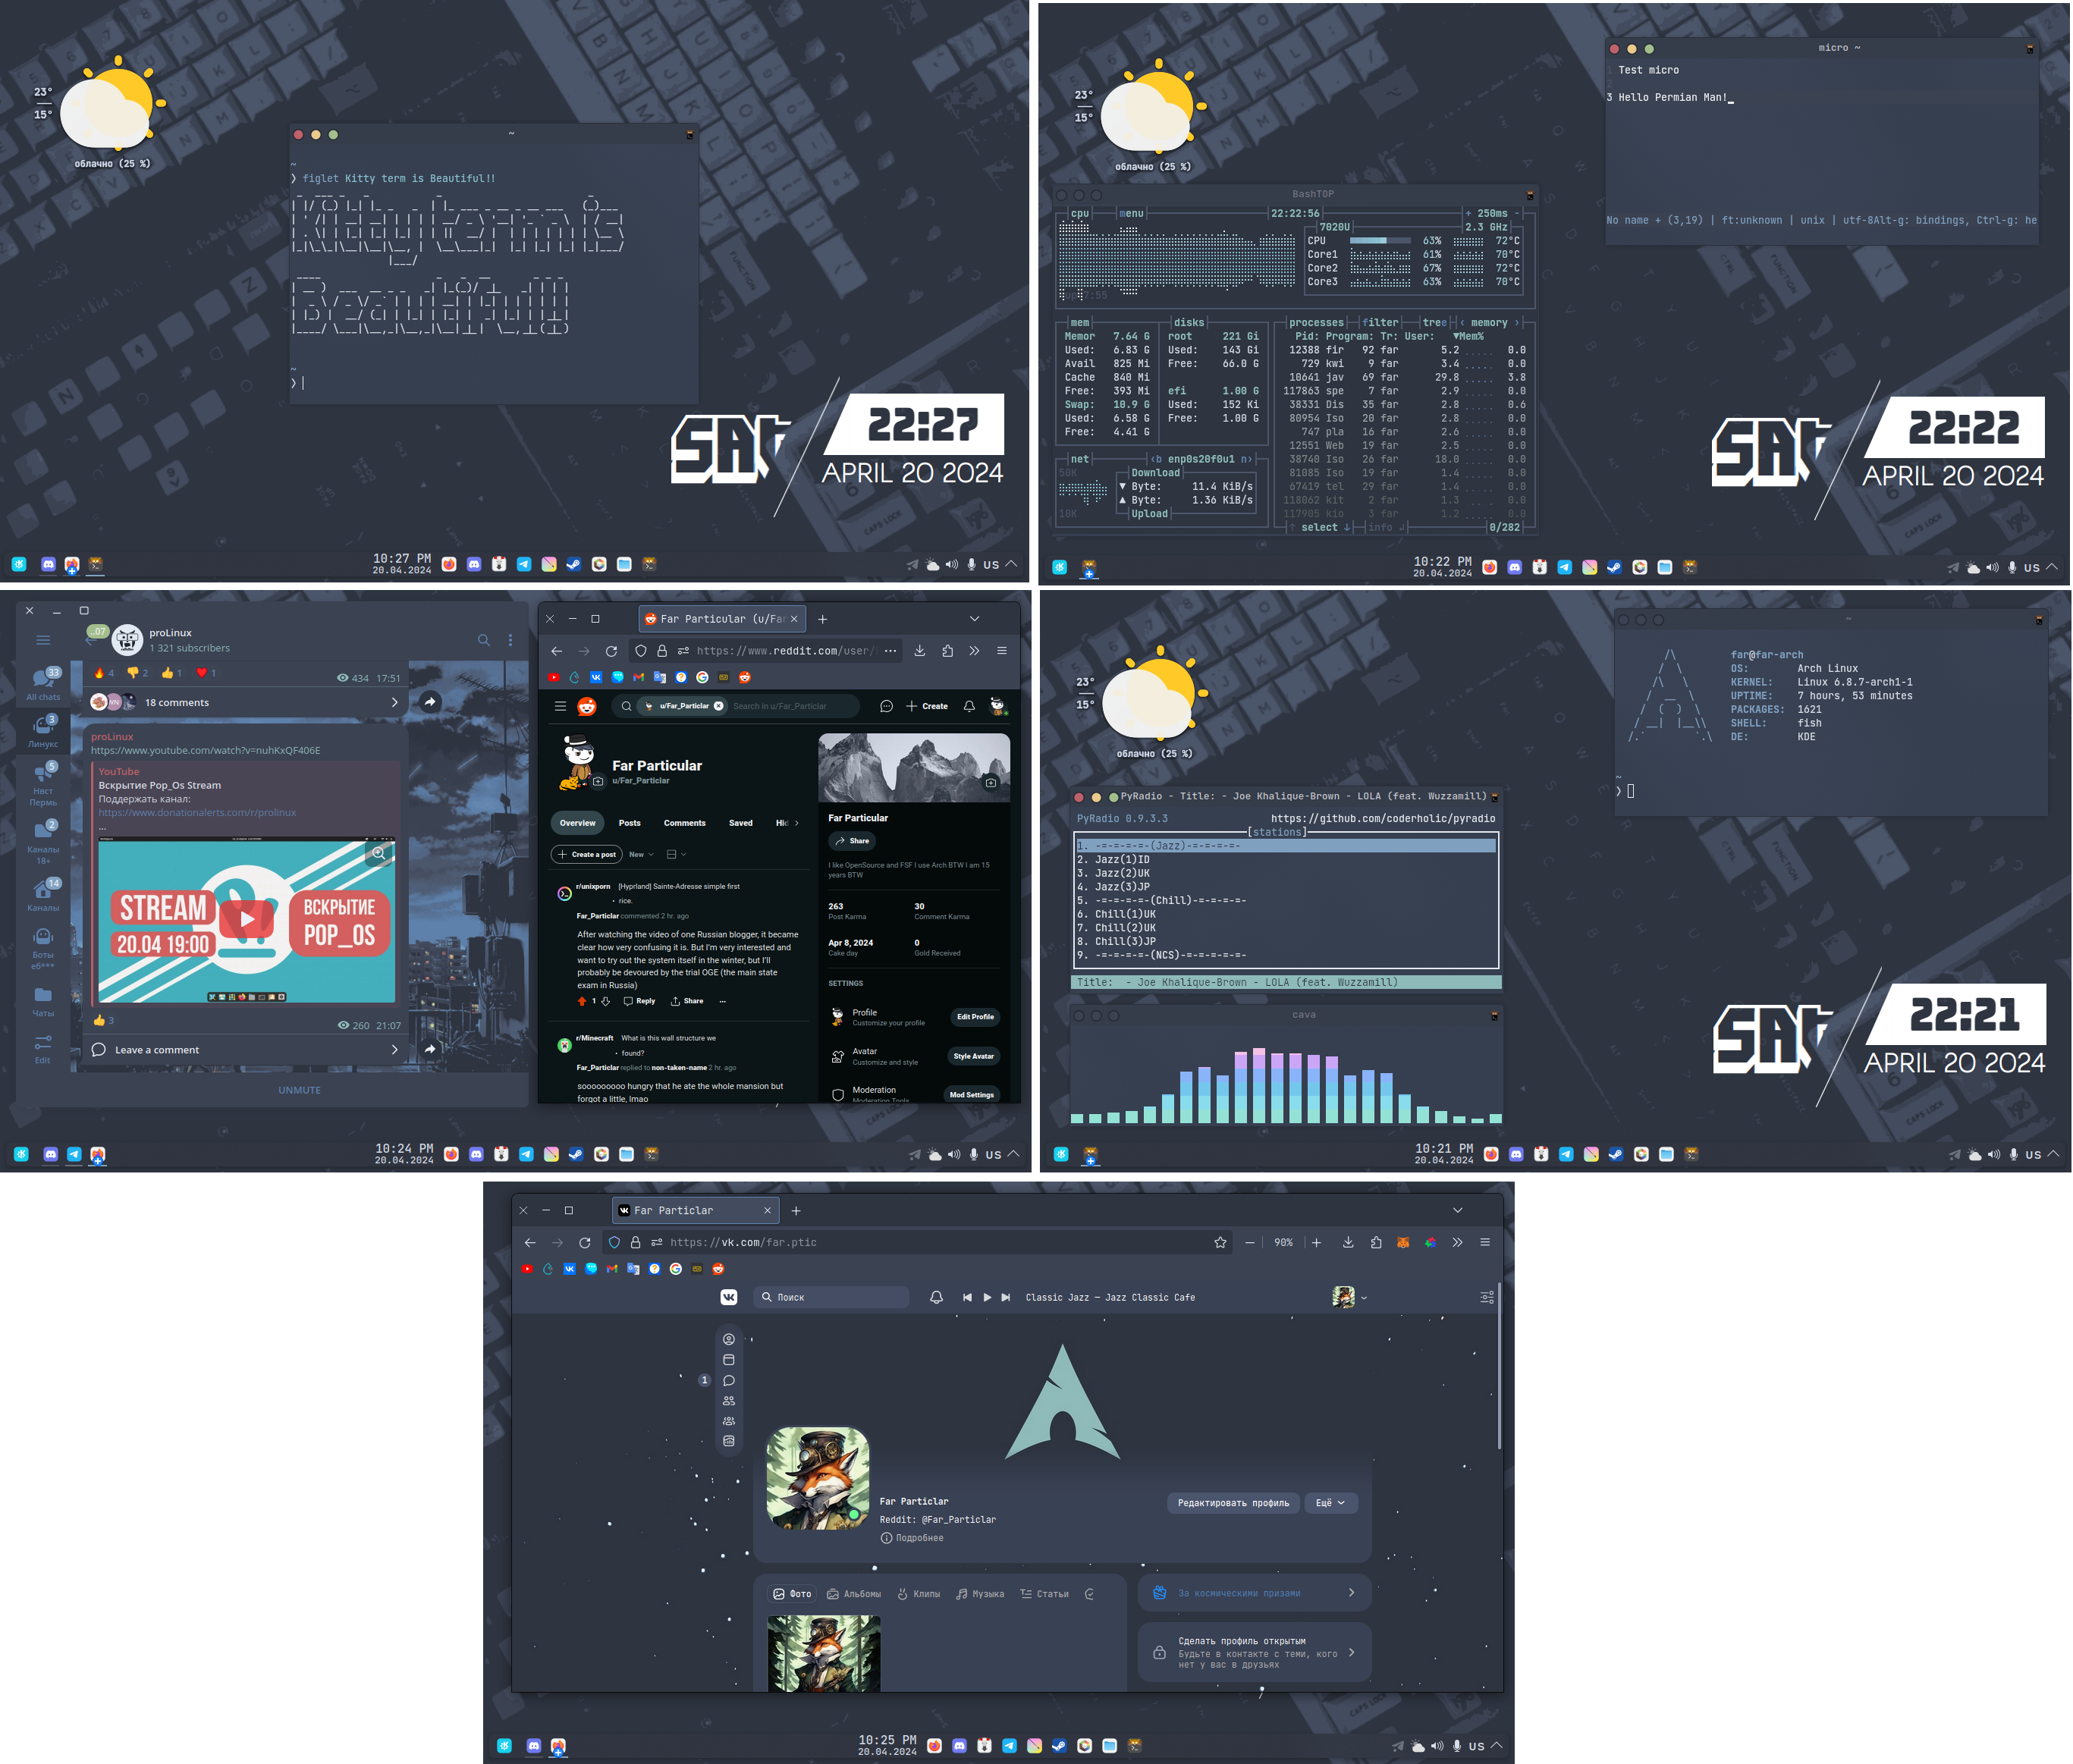 23°
15°
облачно (25 %)
~
~
❯ figlet Kitty term is Beautiful!!
Kitty term is
Beautiful!!
~
❯
SAT
22:27
APRIL 20 2024
10:27 PM
20.04.2024
US
23°
15°
облачно (25 %)
micro ~
Test micro
3 Hello Permian Man!
No name + (3,19) | ft:unknown | unix | utf-8Alt-g: bindings, Ctrl-g: he
BashTOP
cpu menu 22:22:56 + 250ms -
7020U 2.3 GHz
CPU 63% 72°C
Core1 61% 70°C
Core2 67% 72°C
Core3 63% 70°C
up 7:55
mem disks
Memor 7.64 G root 221 Gi
Used: 6.83 G Used: 143 Gi
Avail 825 Mi Free: 66.0 G
Cache 840 Mi
Free: 393 Mi efi 1.00 G
Swap: 10.9 G Used: 152 Ki
Used: 6.58 G Free: 1.00 G
Free: 4.41 G
processes filter tree ‹ memory ›
Pid: Program: Tr: User: ▼Mem%
12388 fir 92 far 5.2 0.0
729 kwi 9 far 3.4 0.0
10641 jav 69 far 29.8 3.8
117863 spe 7 far 2.9 0.0
38331 Dis 35 far 2.8 0.6
80954 Iso 20 far 2.8 0.0
747 pla 16 far 2.6 0.0
12551 Web 19 far 2.5 0.0
38740 Iso 26 far 18.0 0.0
81085 Iso 19 far 1.4 0.0
67419 tel 29 far 1.4 0.0
118062 kit 2 far 1.3 0.0
117905 kio 3 far 1.2 0.0
↑ select ↓ info ↲ 0/282
net ‹b enp0s20f0u1 n›
50K
Download
▼ Byte: 11.4 KiB/s
▲ Byte: 1.36 KiB/s
10K
Upload
SAT
22:22
APRIL 20 2024
10:22 PM
20.04.2024
US
..07
proLinux
1 321 subscribers
33
All chats
3
Линукс
5
Нвст
Пермь
2
Каналы
18+
14
Каналы
Боты
еб***
Чаты
Edit
4 2 1 1
434 17:51
18 comments
proLinux
https://www.youtube.com/watch?v=nuhKxQF406E
YouTube
Вскрытие Pop_Os Stream
Поддержать канал:
https://www.donationalerts.com/r/prolinux
...
STREAM
20.04 19:00
ВСКРЫТИЕ
POP_OS
3
260 21:07
Leave a comment
UNMUTE
Far Particular (u/Far
https://www.reddit.com/user/
u/Far_Particlar Search in u/Far_Particlar
Create
Far Particular
u/Far_Particlar
Overview Posts Comments Saved Hid
Create a post New
r/unixporn [Hyprland] Sainte-Adresse simple first
• rice.
Far_Particlar commented 2 hr. ago
After watching the video of one Russian blogger, it became
clear how very confusing it is. But I'm very interested and
want to try out the system itself in the winter, but I'll
probably be devoured by the trial OGE (the main state
exam in Russia)
1 Reply Share ...
r/Minecraft What is this wall structure we
• found?
Far_Particlar replied to non-taken-name 2 hr. ago
soooooooooo hungry that he ate the whole mansion but
forgot a little, lmao
Far Particular
Share
I like OpenSource and FSF I use Arch BTW I am 15
years BTW
263 30
Post Karma Comment Karma
Apr 8, 2024 0
Cake day Gold Received
SETTINGS
Profile
Customize your profile
Edit Profile
Avatar
Customize and style
Style Avatar
Moderation
Moderation Tools
Mod Settings
10:24 PM
20.04.2024
US
23°
15°
облачно (25 %)
~
far@far-arch
OS: Arch Linux
KERNEL: Linux 6.8.7-arch1-1
UPTIME: 7 hours, 53 minutes
PACKAGES: 1621
SHELL: fish
DE: KDE
~
❯
PyRadio - Title: - Joe Khalique-Brown - LOLA (feat. Wuzzamill)
PyRadio 0.9.3.3 https://github.com/coderholic/pyradio
[stations]
1. -=-=-=-=-(Jazz)-=-=-=-=-
2. Jazz(1)ID
3. Jazz(2)UK
4. Jazz(3)JP
5. -=-=-=-=-(Chill)-=-=-=-=-
6. Chill(1)UK
7. Chill(2)UK
8. Chill(3)JP
9. -=-=-=-=-(NCS)-=-=-=-=-
Title: - Joe Khalique-Brown - LOLA (feat. Wuzzamill)
cava
SAT
22:21
APRIL 20 2024
10:21 PM
20.04.2024
US
Far Particlar
https://vk.com/far.ptic
90%
Поиск
Classic Jazz — Jazz Classic Cafe
1
Far Particlar
Reddit: @Far_Particlar
Подробнее
Редактировать профиль
Ещё
Фото Альбомы Клипы Музыка Статьи
За космическими призами
Сделать профиль открытым
Будьте в контакте с теми, кого
нет у вас в друзьях
10:25 PM
20.04.2024
US